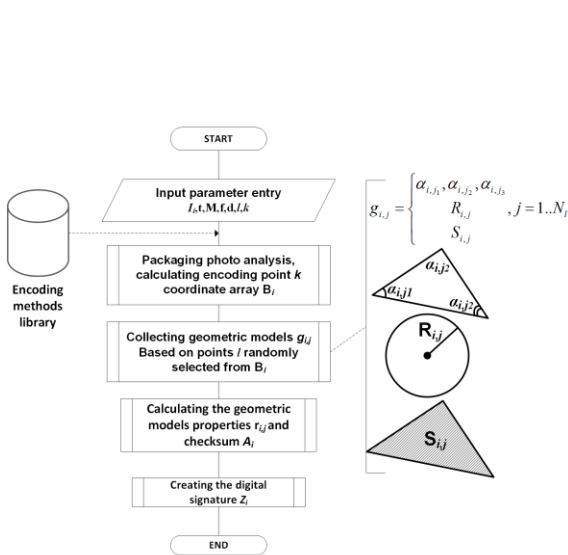 START
Input parameter entry
Iᵢ,t,M,f,d,l,k
Encoding
methods
library
Packaging photo analysis,
calculating encoding point k
coordinate array Bᵢ
Collecting geometric models gᵢ,ⱼ
Based on points l randomly
selected from Bᵢ
Calculating the geometric
models properties rᵢ,ⱼ and
checksum Aᵢ
Creating the digital
signature Zᵢ
END
αi,j1, αi,j2, αi,j3
gi,j = { Ri,j , j = 1..Nl
Si,j
αi,j2
αi,j1
αi,j2
Ri,j
Si,j